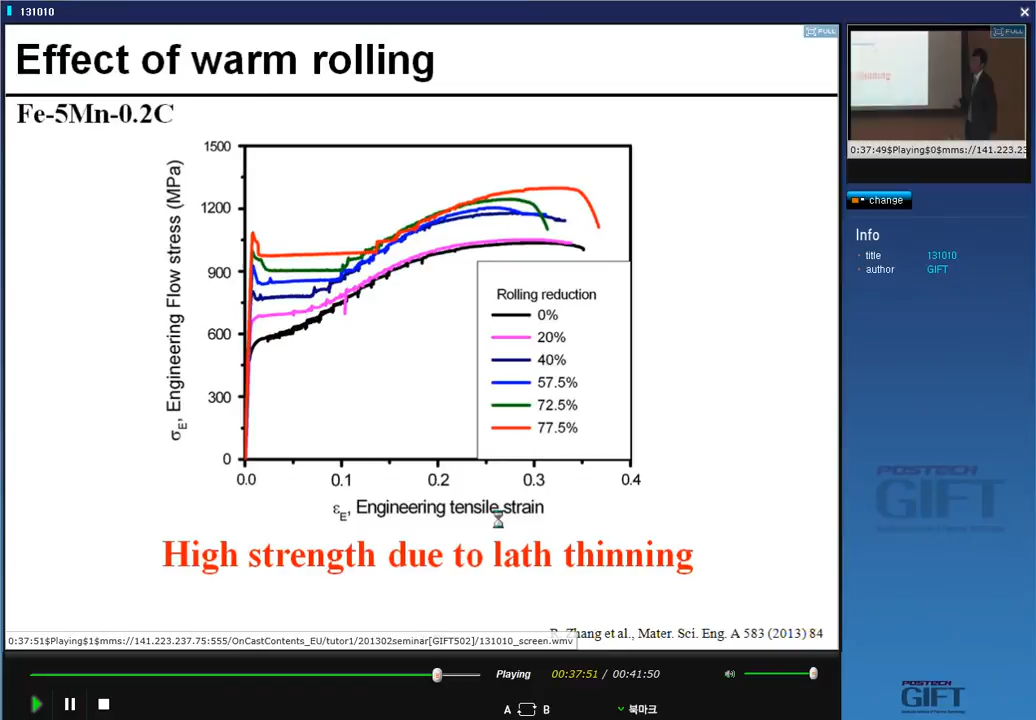 131010
Effect of warm rolling
FULL
Fe-5Mn-0.2C
1500
1200
900
600
300
0
σE, Engineering Flow stress (MPa)
Rolling reduction
0%
20%
40%
57.5%
72.5%
77.5%
0.0 0.1 0.2 0.3 0.4
εE, Engineering tensile strain
High strength due to lath thinning
Zhang et al., Mater. Sci. Eng. A 583 (2013) 84
0:37:51$Playing$1$mms://141.223.237.75:555/OnCastContents_EU/tutor1/201302seminar[GIFT502]/131010_screen.wmv
Playing 00:37:51 / 00:41:50
A B 북마크
FULL
0:37:49$Playing$0$mms://141.223.23
change
Info
title 131010
author GIFT
POSTECH
GIFT
POSTECH
GIFT